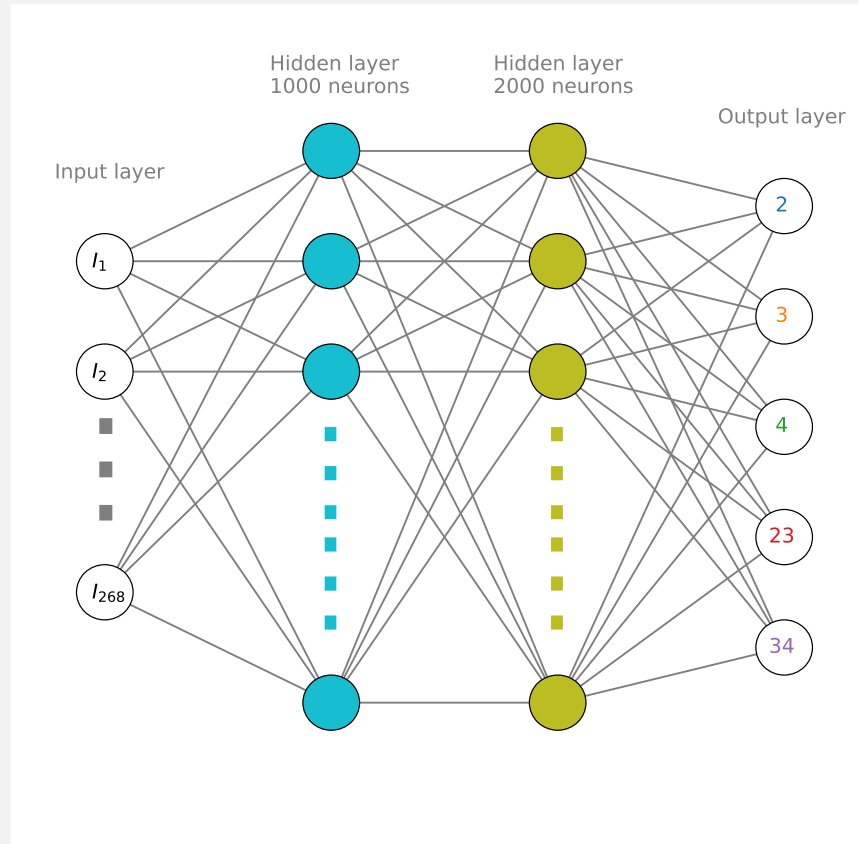 Hidden layer
1000 neurons
Hidden layer
2000 neurons
Output layer
Input layer
I1
I2
I268
2
3
4
23
34